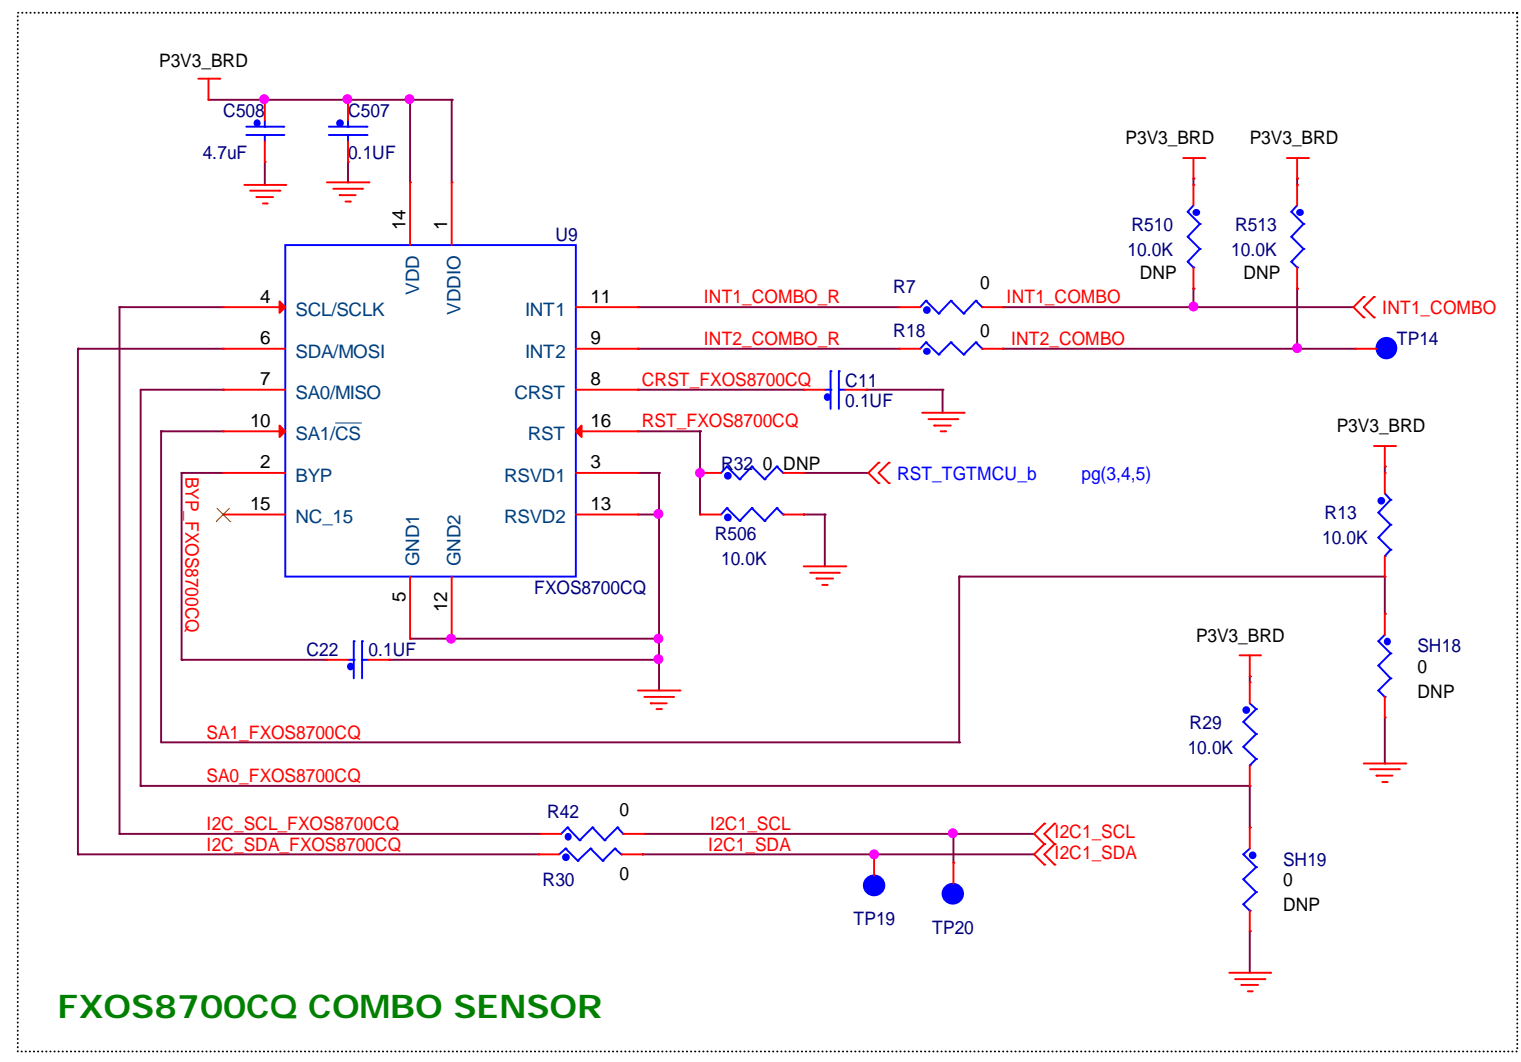 P3V3_BRD
C508
C507
4.7uF
0.1UF
P3V3_BRD
P3V3_BRD
R510
10.0K
DNP
R513
10.0K
DNP
U9
14
1
VDD
VDDIO
4
SCL/SCLK
6
SDA/MOSI
7
SA0/MISO
10
SA1/CS
2
BYP
15
NC_15
INT1
11
INT2
9
CRST
8
RST
16
RSVD1
3
RSVD2
13
GND1
GND2
5
12
FXOS8700CQ
BYP_FXOS8700CQ
INT1_COMBO_R
R7
0
INT1_COMBO
INT1_COMBO
INT2_COMBO_R
R18
0
INT2_COMBO
TP14
CRST_FXOS8700CQ
C11
0.1UF
RST_FXOS8700CQ
R32
0
DNP
RST_TGTMCU_b
pg(3,4,5)
R506
10.0K
P3V3_BRD
R13
10.0K
SH18
0
DNP
C22
0.1UF
P3V3_BRD
R29
10.0K
SA1_FXOS8700CQ
SA0_FXOS8700CQ
I2C_SCL_FXOS8700CQ
R42
0
I2C1_SCL
I2C1_SCL
I2C_SDA_FXOS8700CQ
R30
0
I2C1_SDA
I2C1_SDA
TP19
TP20
SH19
0
DNP
FXOS8700CQ COMBO SENSOR